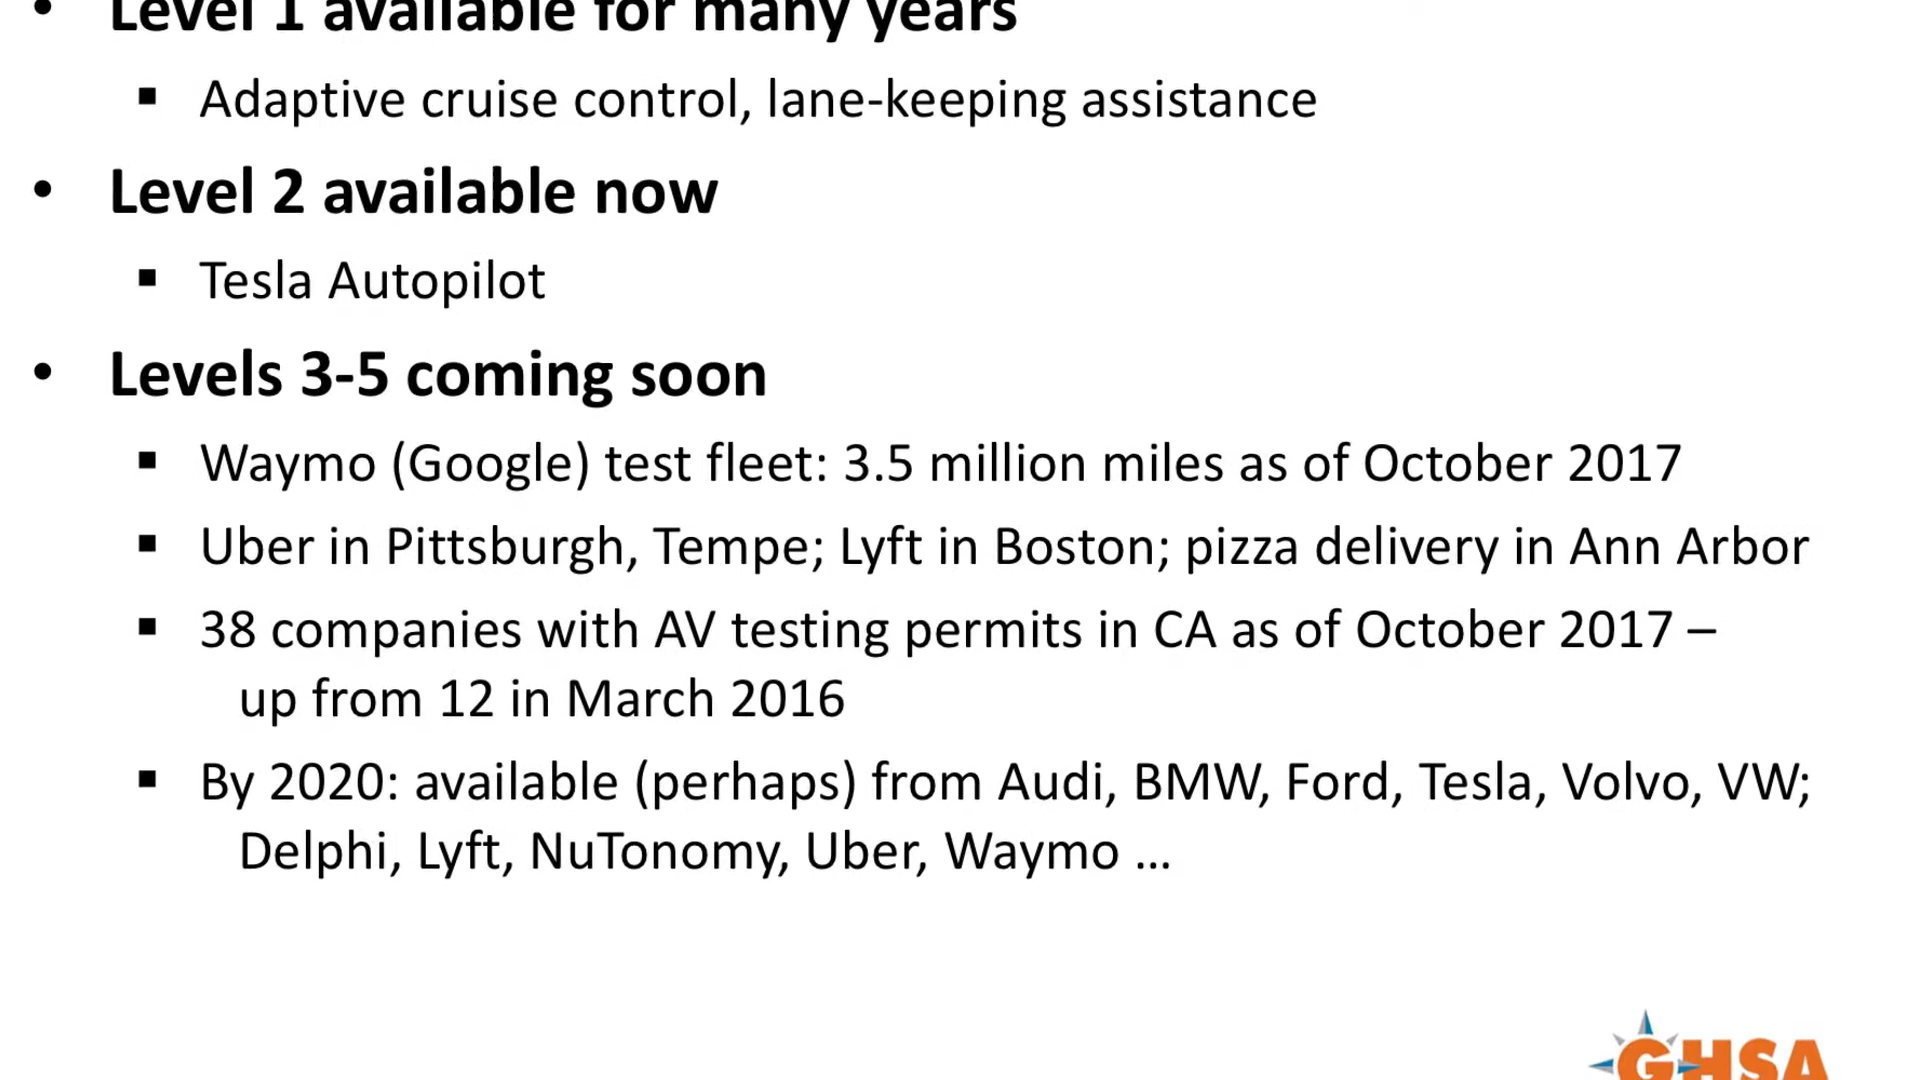 • Level 1 available for many years
▪ Adaptive cruise control, lane-keeping assistance
• Level 2 available now
▪ Tesla Autopilot
• Levels 3-5 coming soon
▪ Waymo (Google) test fleet: 3.5 million miles as of October 2017
▪ Uber in Pittsburgh, Tempe; Lyft in Boston; pizza delivery in Ann Arbor
▪ 38 companies with AV testing permits in CA as of October 2017 –
up from 12 in March 2016
▪ By 2020: available (perhaps) from Audi, BMW, Ford, Tesla, Volvo, VW;
Delphi, Lyft, NuTonomy, Uber, Waymo ...
GHSA